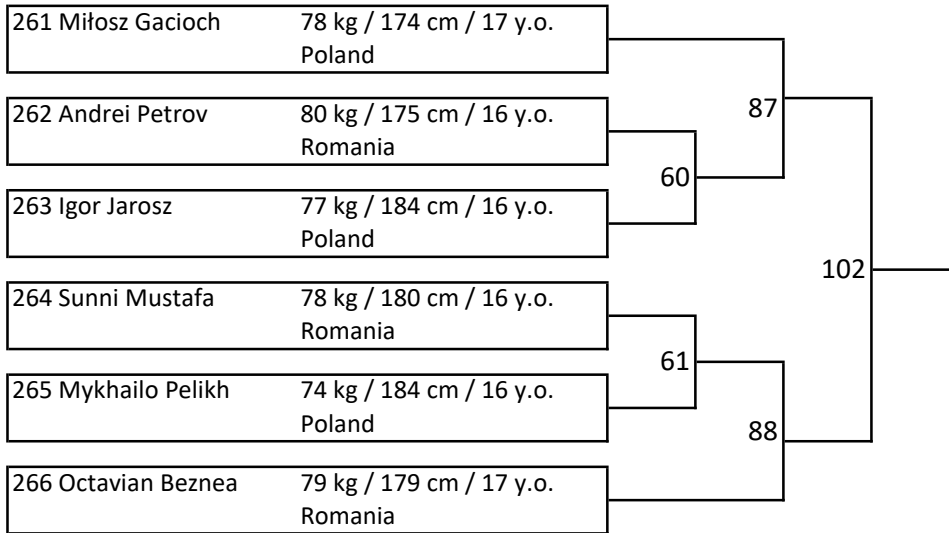 261 Miłosz Gacioch 78 kg / 174 cm / 17 y.o.
Poland
87
262 Andrei Petrov 80 kg / 175 cm / 16 y.o.
Romania
60
263 Igor Jarosz 77 kg / 184 cm / 16 y.o.
Poland
102
264 Sunni Mustafa 78 kg / 180 cm / 16 y.o.
Romania
61
265 Mykhailo Pelikh 74 kg / 184 cm / 16 y.o.
Poland
88
266 Octavian Beznea 79 kg / 179 cm / 17 y.o.
Romania